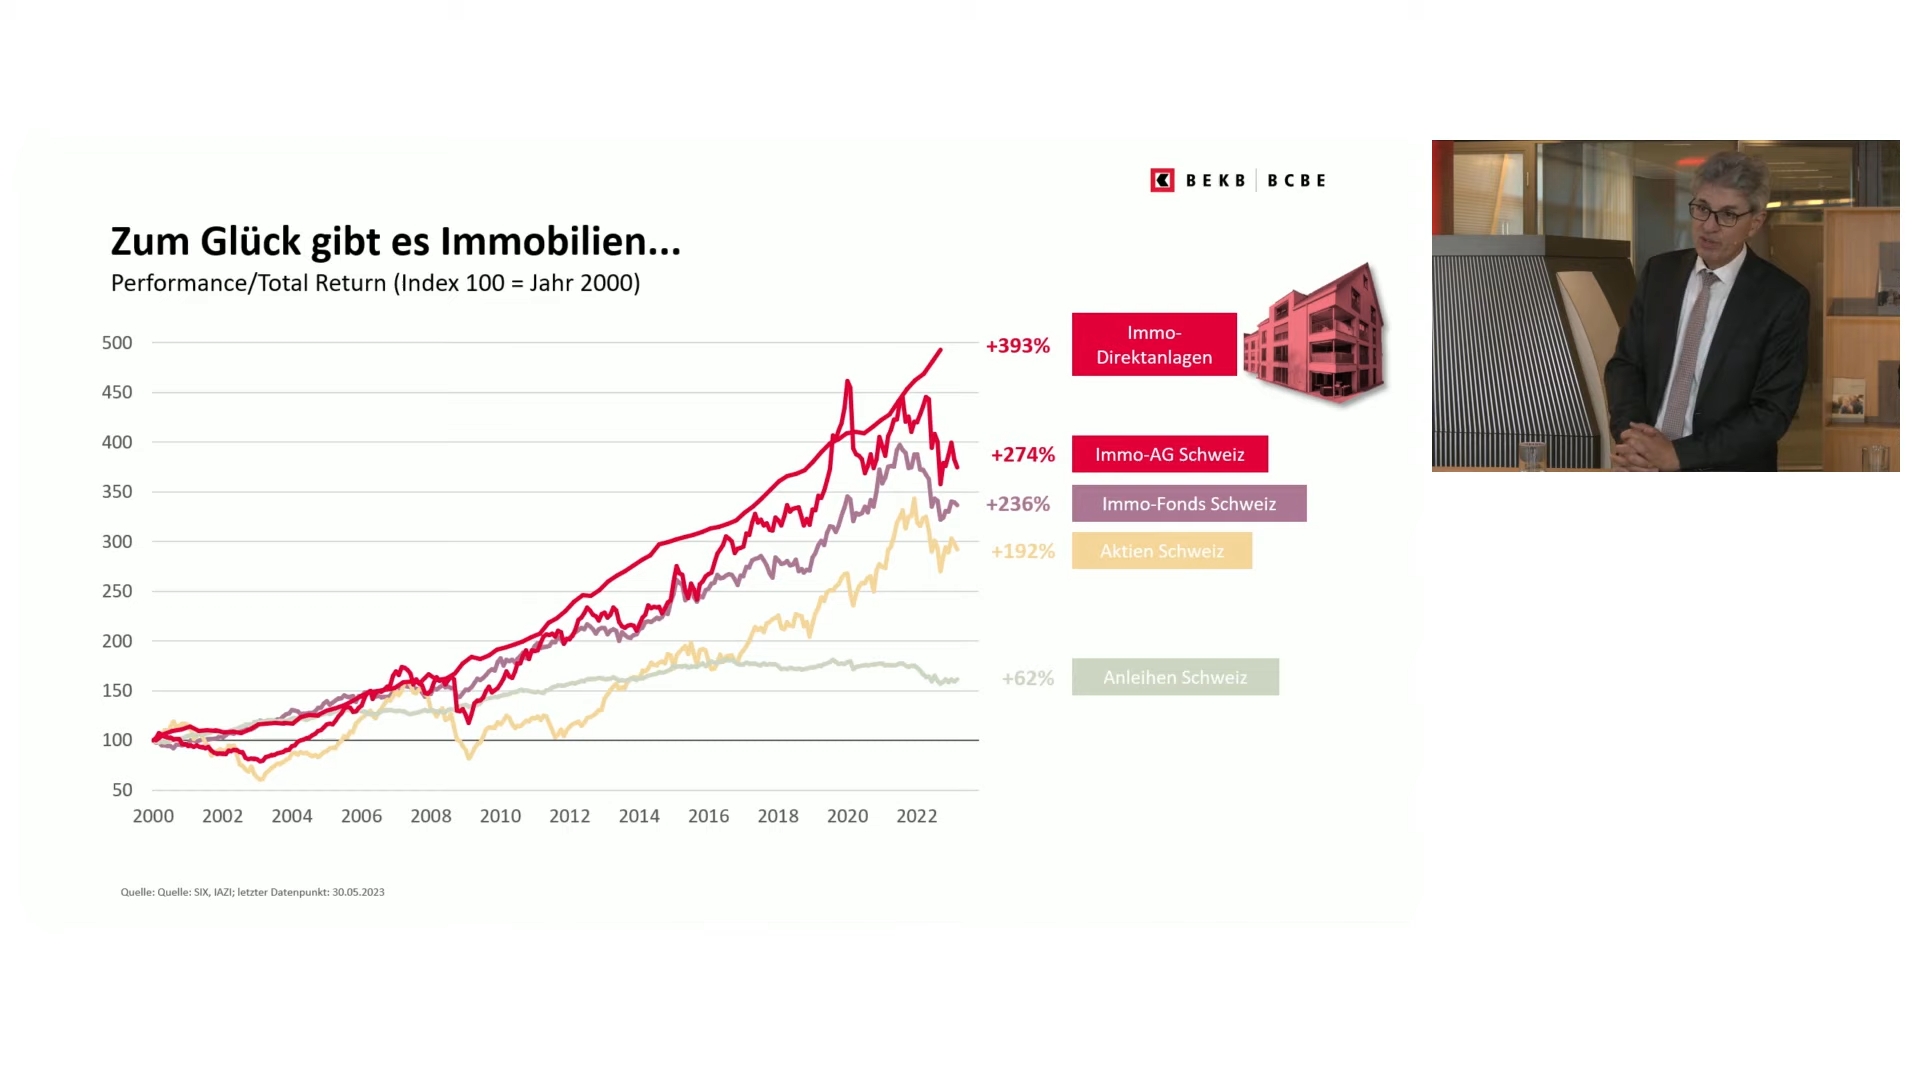 BEKB | BCBE
Zum Glück gibt es Immobilien...
Performance/Total Return (Index 100 = Jahr 2000)
500
450
400
350
300
250
200
150
100
50
2000 2002 2004 2006 2008 2010 2012 2014 2016 2018 2020 2022
+393% Immo-
Direktanlagen
+274% Immo-AG Schweiz
+236% Immo-Fonds Schweiz
+192% Aktien Schweiz
+62% Anleihen Schweiz
Quelle: Quelle: SIX, IAZI; letzter Datenpunkt: 30.05.2023